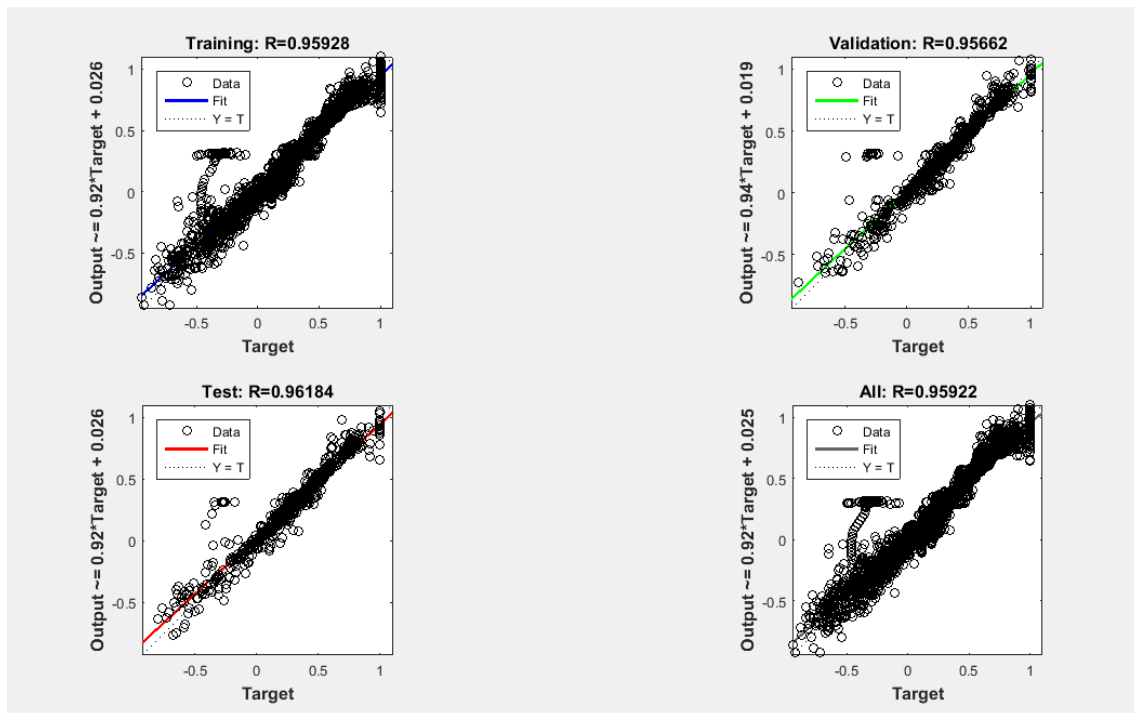 Training: R=0.95928
Output ~= 0.92*Target + 0.026
1
0.5
0
-0.5
Data
Fit
Y = T
-0.5 0 0.5 1
Target
Validation: R=0.95662
Output ~= 0.94*Target + 0.019
1
0.5
0
-0.5
Data
Fit
Y = T
-0.5 0 0.5 1
Target
Test: R=0.96184
Output ~= 0.92*Target + 0.026
1
0.5
0
-0.5
Data
Fit
Y = T
-0.5 0 0.5 1
Target
All: R=0.95922
Output ~= 0.92*Target + 0.025
1
0.5
0
-0.5
Data
Fit
Y = T
-0.5 0 0.5 1
Target